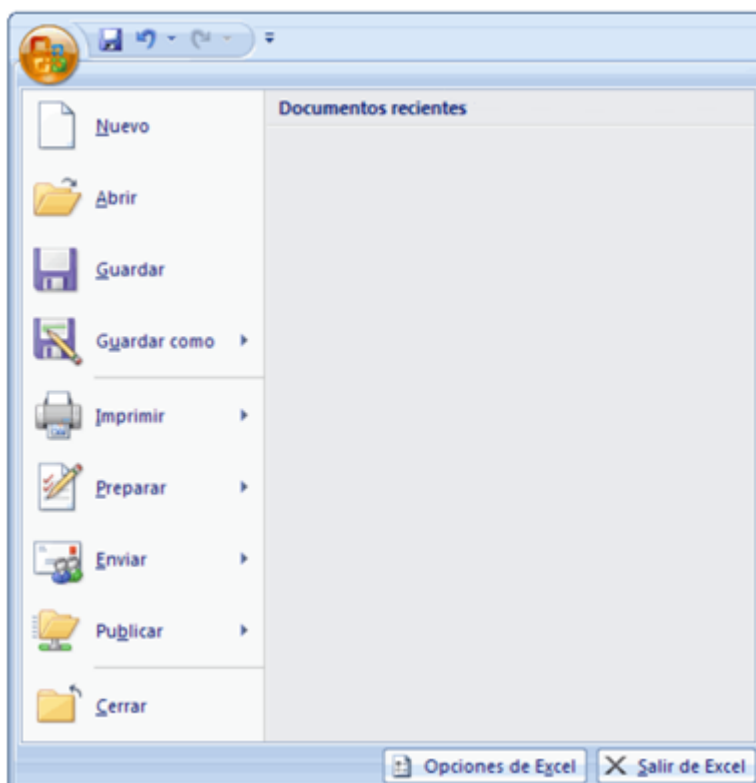 Documentos recientes
Nuevo
Abrir
Guardar
Guardar como
Imprimir
Preparar
Enviar
Publicar
Cerrar
Opciones de Excel
Salir de Excel